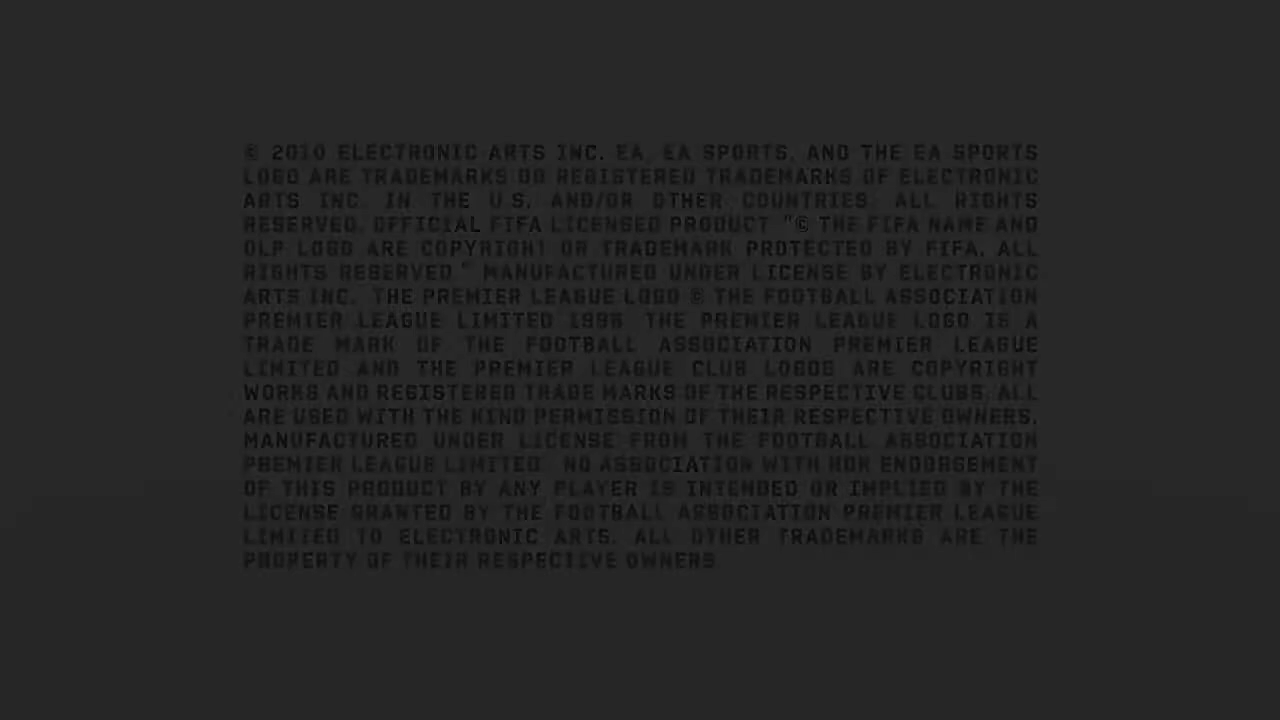 © 2010 ELECTRONIC ARTS INC. EA, EA SPORTS, AND THE EA SPORTS
LOGO ARE TRADEMARKS OR REGISTERED TRADEMARKS OF ELECTRONIC
ARTS INC. IN THE U.S. AND/OR OTHER COUNTRIES. ALL RIGHTS
RESERVED. OFFICIAL FIFA LICENSED PRODUCT "© THE FIFA NAME AND
OLP LOGO ARE COPYRIGHT OR TRADEMARK PROTECTED BY FIFA. ALL
RIGHTS RESERVED." MANUFACTURED UNDER LICENSE BY ELECTRONIC
ARTS INC. THE PREMIER LEAGUE LOGO © THE FOOTBALL ASSOCIATION
PREMIER LEAGUE LIMITED 1996. THE PREMIER LEAGUE LOGO IS A
TRADE MARK OF THE FOOTBALL ASSOCIATION PREMIER LEAGUE
LIMITED AND THE PREMIER LEAGUE CLUB LOGOS ARE COPYRIGHT
WORKS AND REGISTERED TRADE MARKS OF THE RESPECTIVE CLUBS. ALL
ARE USED WITH THE KIND PERMISSION OF THEIR RESPECTIVE OWNERS.
MANUFACTURED UNDER LICENSE FROM THE FOOTBALL ASSOCIATION
PREMIER LEAGUE LIMITED. NO ASSOCIATION WITH NOR ENDORSEMENT
OF THIS PRODUCT BY ANY PLAYER IS INTENDED OR IMPLIED BY THE
LICENSE GRANTED BY THE FOOTBALL ASSOCIATION PREMIER LEAGUE
LIMITED TO ELECTRONIC ARTS. ALL OTHER TRADEMARKS ARE THE
PROPERTY OF THEIR RESPECTIVE OWNERS.